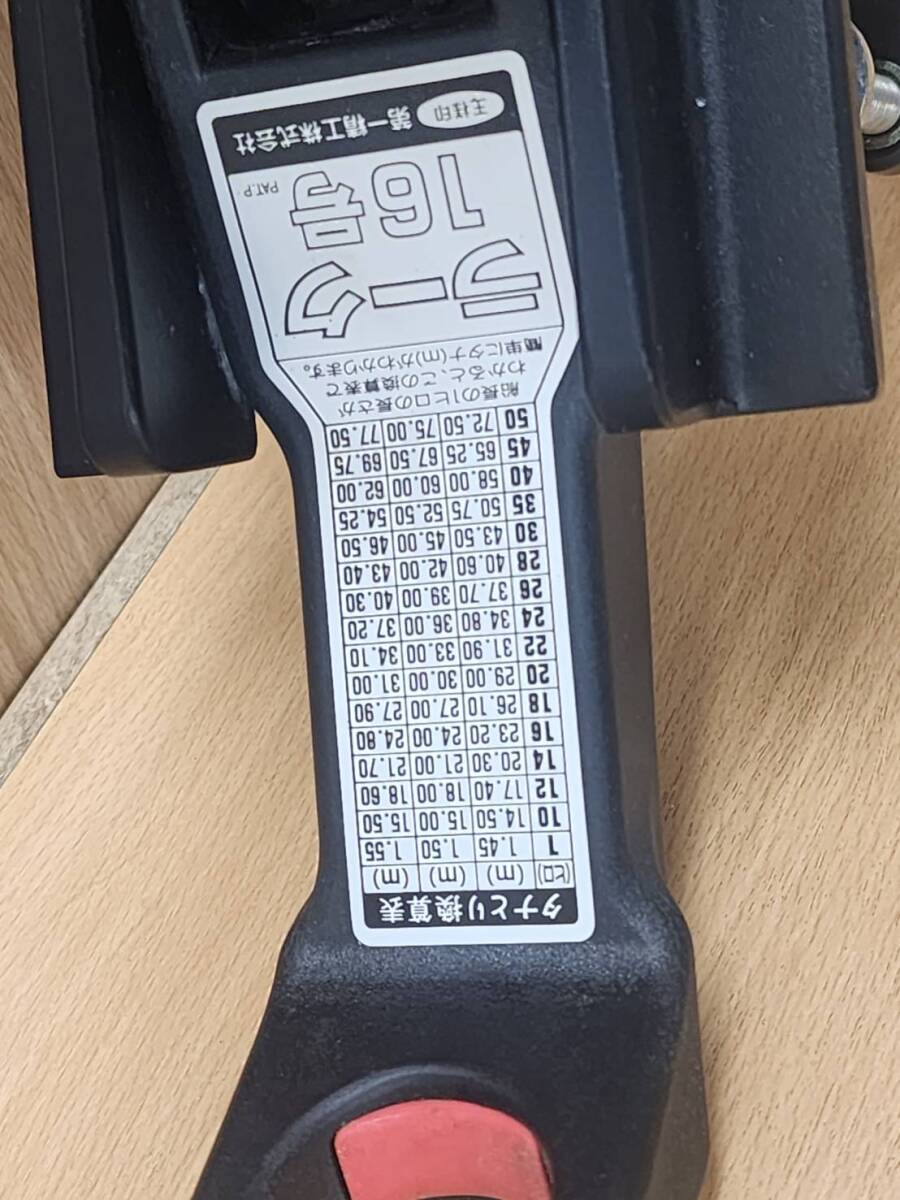 タナとり換算表
(ヒロ) (m) (m) (m)
1 1.45 1.50 1.55
10 14.50 15.00 15.50
12 17.40 18.00 18.60
14 20.30 21.00 21.70
16 23.20 24.00 24.80
18 26.10 27.00 27.90
20 29.00 30.00 31.00
22 31.90 33.00 34.10
24 34.80 36.00 37.20
26 37.70 39.00 40.30
28 40.60 42.00 43.40
30 43.50 45.00 46.50
35 50.75 52.50 54.25
40 58.00 60.00 62.00
45 65.25 67.50 69.75
50 72.50 75.00 77.50
船長の1ヒロの長さが
わかると、この換算表で
簡単にタナ(m)がわかります。
ラーク
16号 PAT.P
王様印 第一精工株式会社